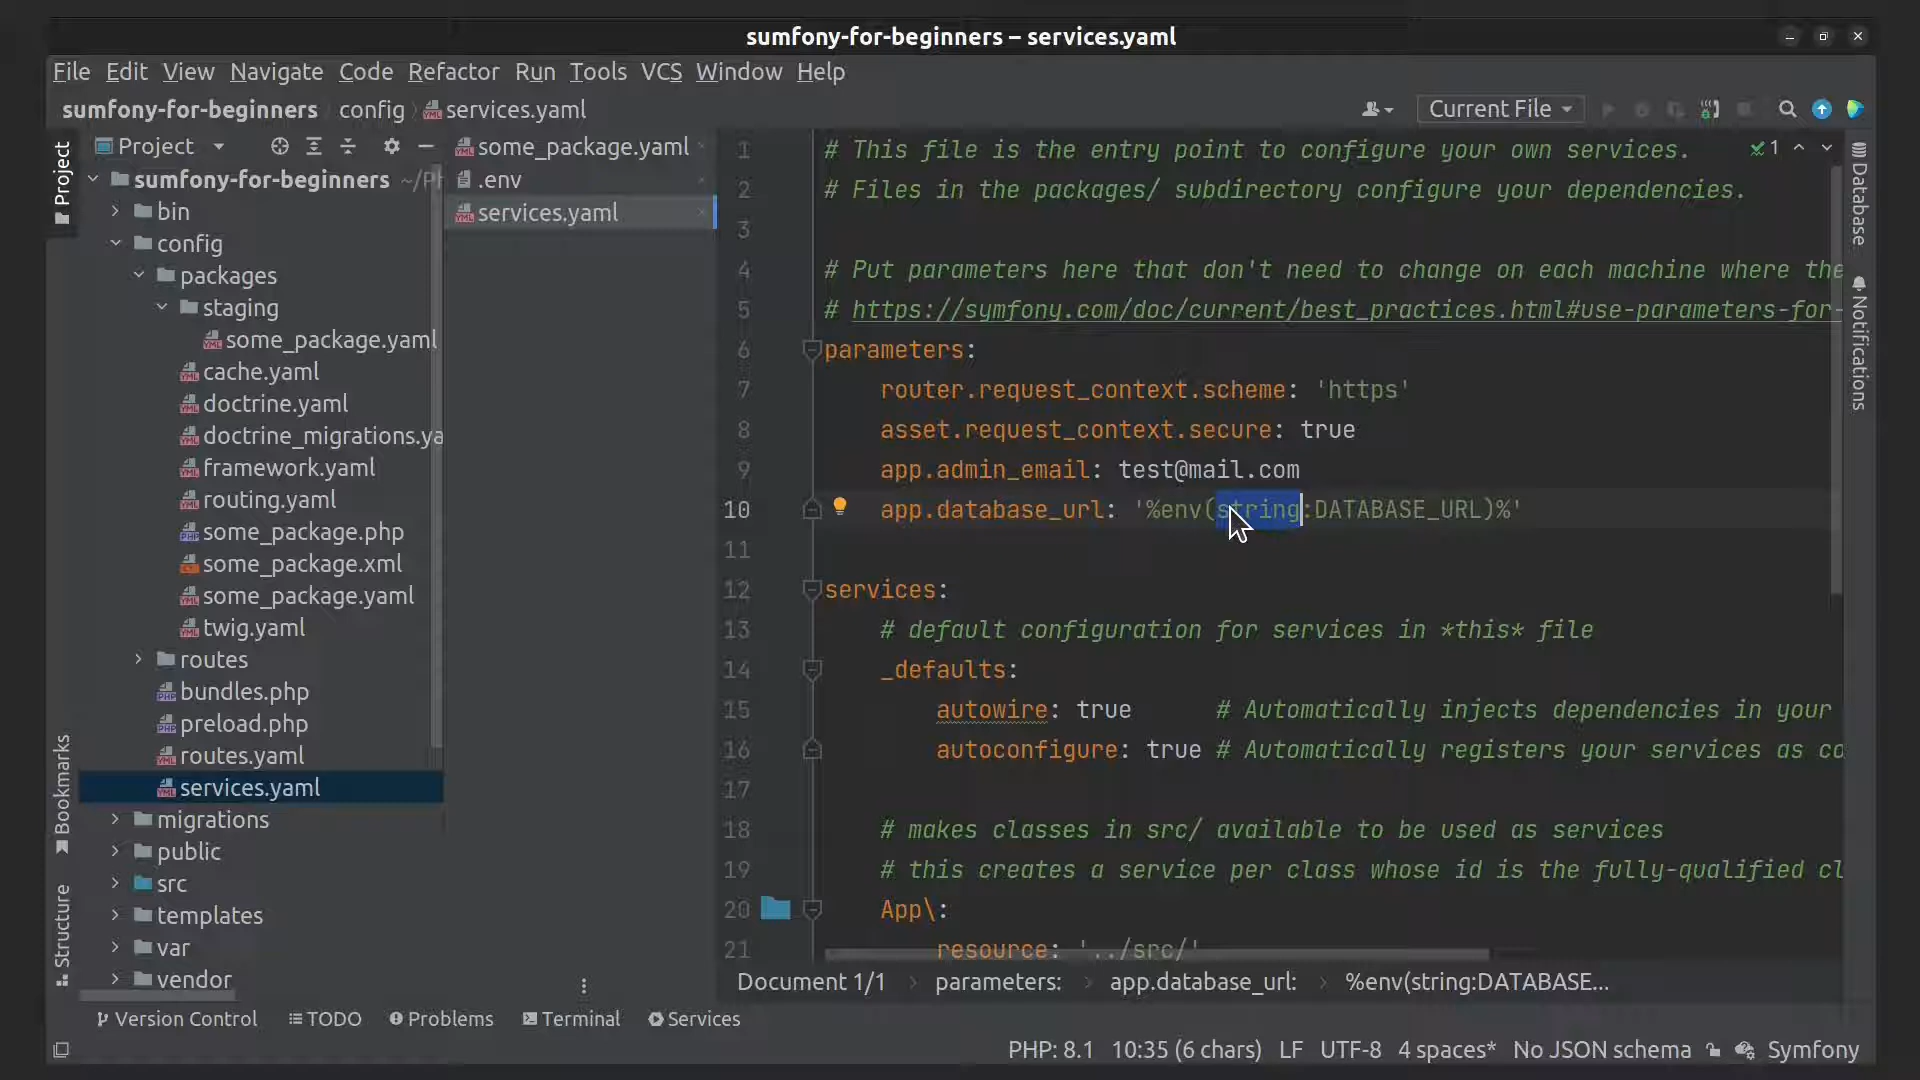 sumfony-for-beginners – services.yaml
File Edit View Navigate Code Refactor Run Tools VCS Window Help
sumfony-for-beginners config services.yaml
Current File
Project
Project
sumfony-for-beginners
bin
config
packages
staging
some_package.yaml
cache.yaml
doctrine.yaml
doctrine_migrations.ya
framework.yaml
routing.yaml
some_package.php
some_package.xml
some_package.yaml
twig.yaml
routes
bundles.php
preload.php
routes.yaml
services.yaml
migrations
public
src
templates
var
vendor
Bookmarks
Structure
some_package.yaml
.env
services.yaml
1 # This file is the entry point to configure your own services.
2 # Files in the packages/ subdirectory configure your dependencies.
3
4 # Put parameters here that don't need to change on each machine where the
5 # https://symfony.com/doc/current/best_practices.html#use-parameters-for-
6 parameters:
7 router.request_context.scheme: 'https'
8 asset.request_context.secure: true
9 app.admin_email: test@mail.com
10 app.database_url: '%env(string:DATABASE_URL)%'
11
12 services:
13 # default configuration for services in *this* file
14 _defaults:
15 autowire: true # Automatically injects dependencies in your
16 autoconfigure: true # Automatically registers your services as co
17
18 # makes classes in src/ available to be used as services
19 # this creates a service per class whose id is the fully-qualified cl
20 App\:
21 resource: '../src/'
1
Database
Notifications
Document 1/1 parameters: app.database_url: %env(string:DATABASE...
Version Control TODO Problems Terminal Services
PHP: 8.1 10:35 (6 chars) LF UTF-8 4 spaces* No JSON schema Symfony